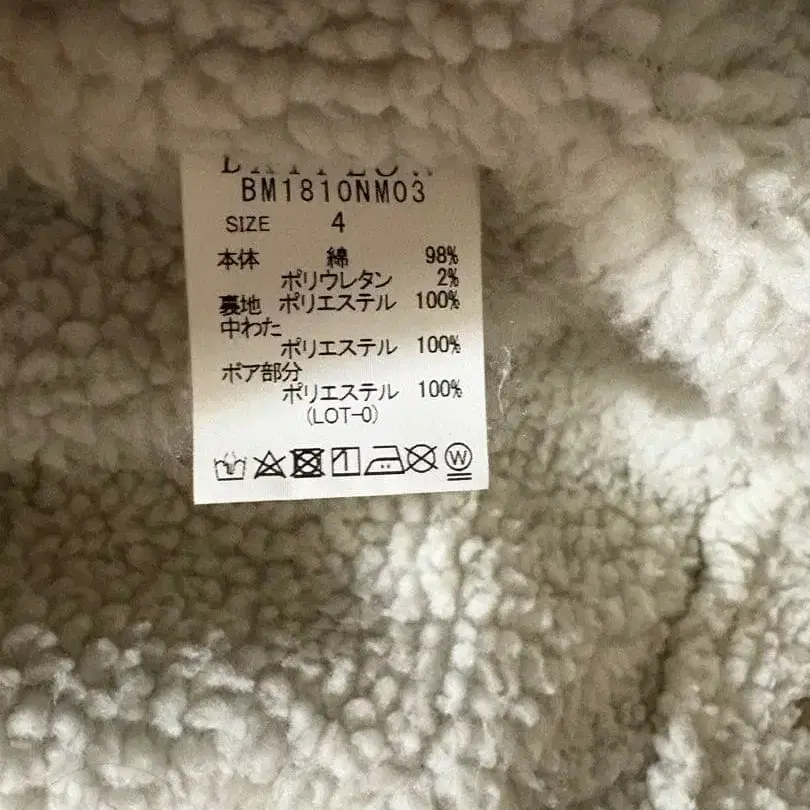 BM1810NM03
SIZE 4
本体 綿 98%
ポリウレタン 2%
裏地 ポリエステル 100%
中わた
ポリエステル 100%
ボア部分
ポリエステル 100%
(LOT-0)
W